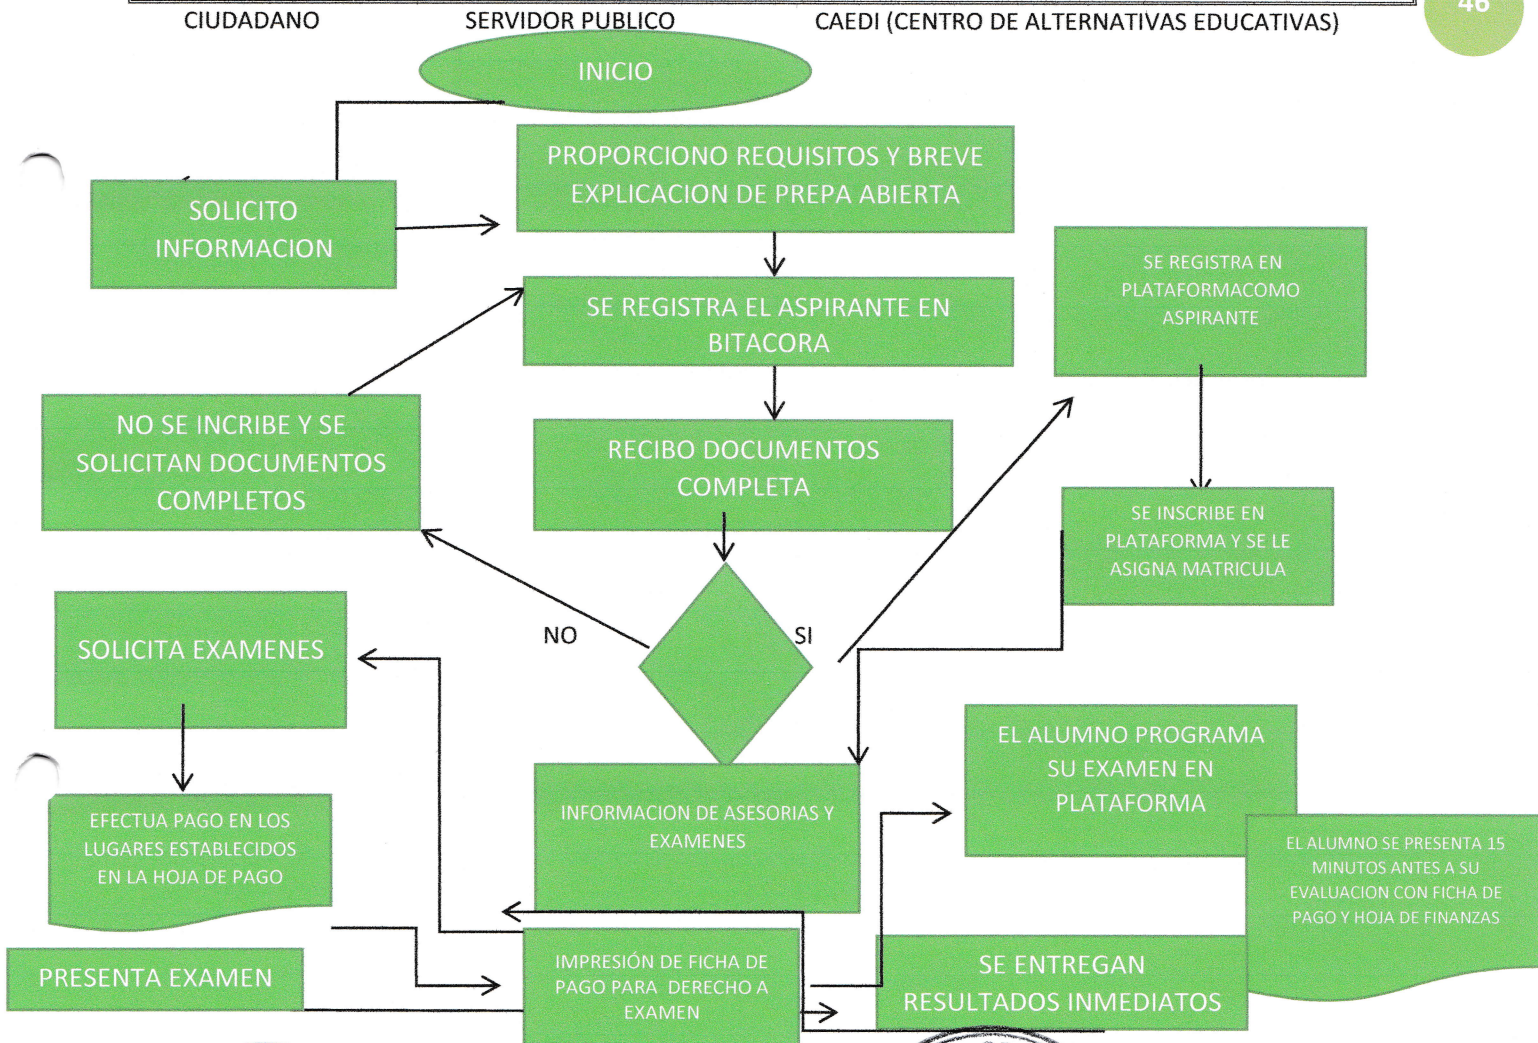 46
CIUDADANO
SERVIDOR PUBLICO
CAEDI (CENTRO DE ALTERNATIVAS EDUCATIVAS)
INICIO
PROPORCIONO REQUISITOS Y BREVE
EXPLICACION DE PREPA ABIERTA
SOLICITO
INFORMACION
SE REGISTRA EN
PLATAFORMACOMO
ASPIRANTE
SE REGISTRA EL ASPIRANTE EN
BITACORA
NO SE INCRIBE Y SE
SOLICITAN DOCUMENTOS
COMPLETOS
RECIBO DOCUMENTOS
COMPLETA
SE INSCRIBE EN
PLATAFORMA Y SE LE
ASIGNA MATRICULA
NO
SI
SOLICITA EXAMENES
EL ALUMNO PROGRAMA
SU EXAMEN EN
PLATAFORMA
INFORMACION DE ASESORIAS Y
EXAMENES
EFECTUA PAGO EN LOS
LUGARES ESTABLECIDOS
EN LA HOJA DE PAGO
EL ALUMNO SE PRESENTA 15
MINUTOS ANTES A SU
EVALUACION CON FICHA DE
PAGO Y HOJA DE FINANZAS
PRESENTA EXAMEN
IMPRESIÓN DE FICHA DE
PAGO PARA  DERECHO A
EXAMEN
SE ENTREGAN
RESULTADOS INMEDIATOS